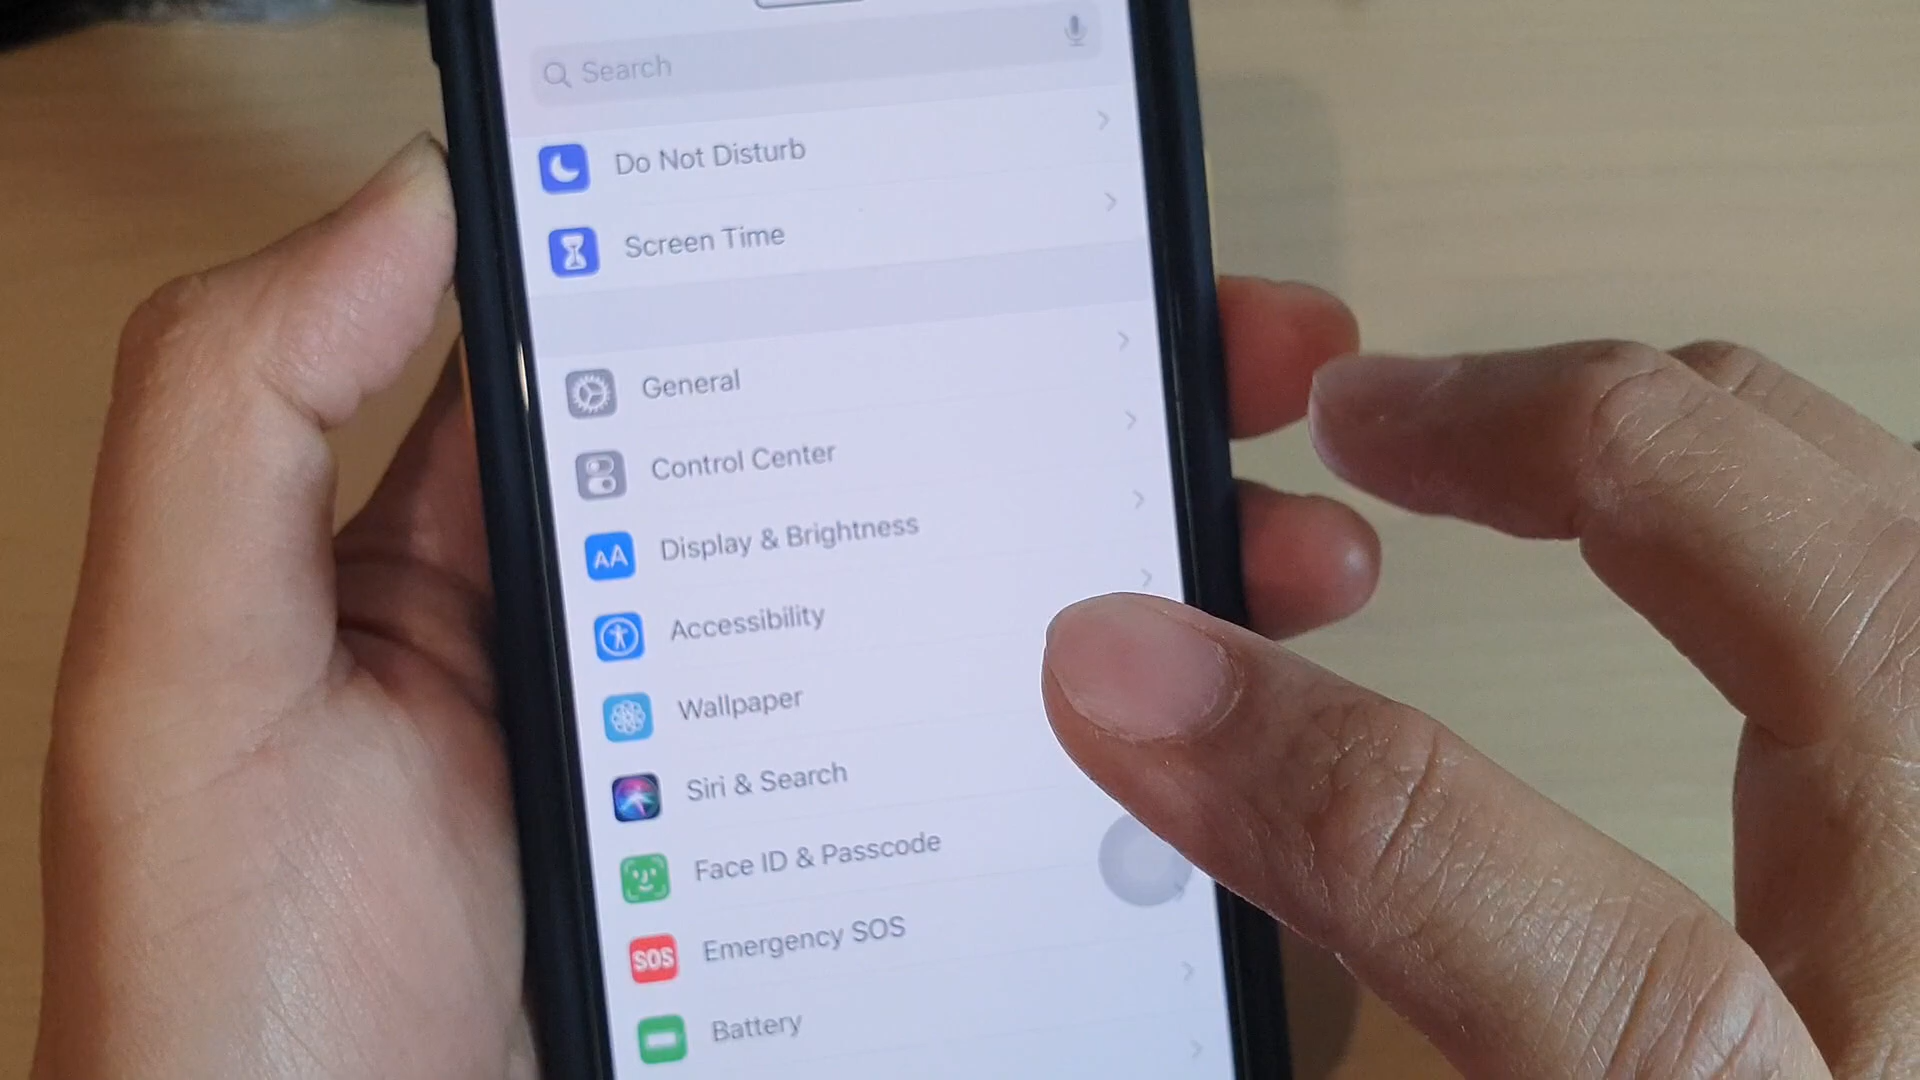 Search
Do Not Disturb
Screen Time
General
Control Center
AA Display & Brightness
Accessibility
Wallpaper
Siri & Search
Face ID & Passcode
SOS Emergency SOS
Battery